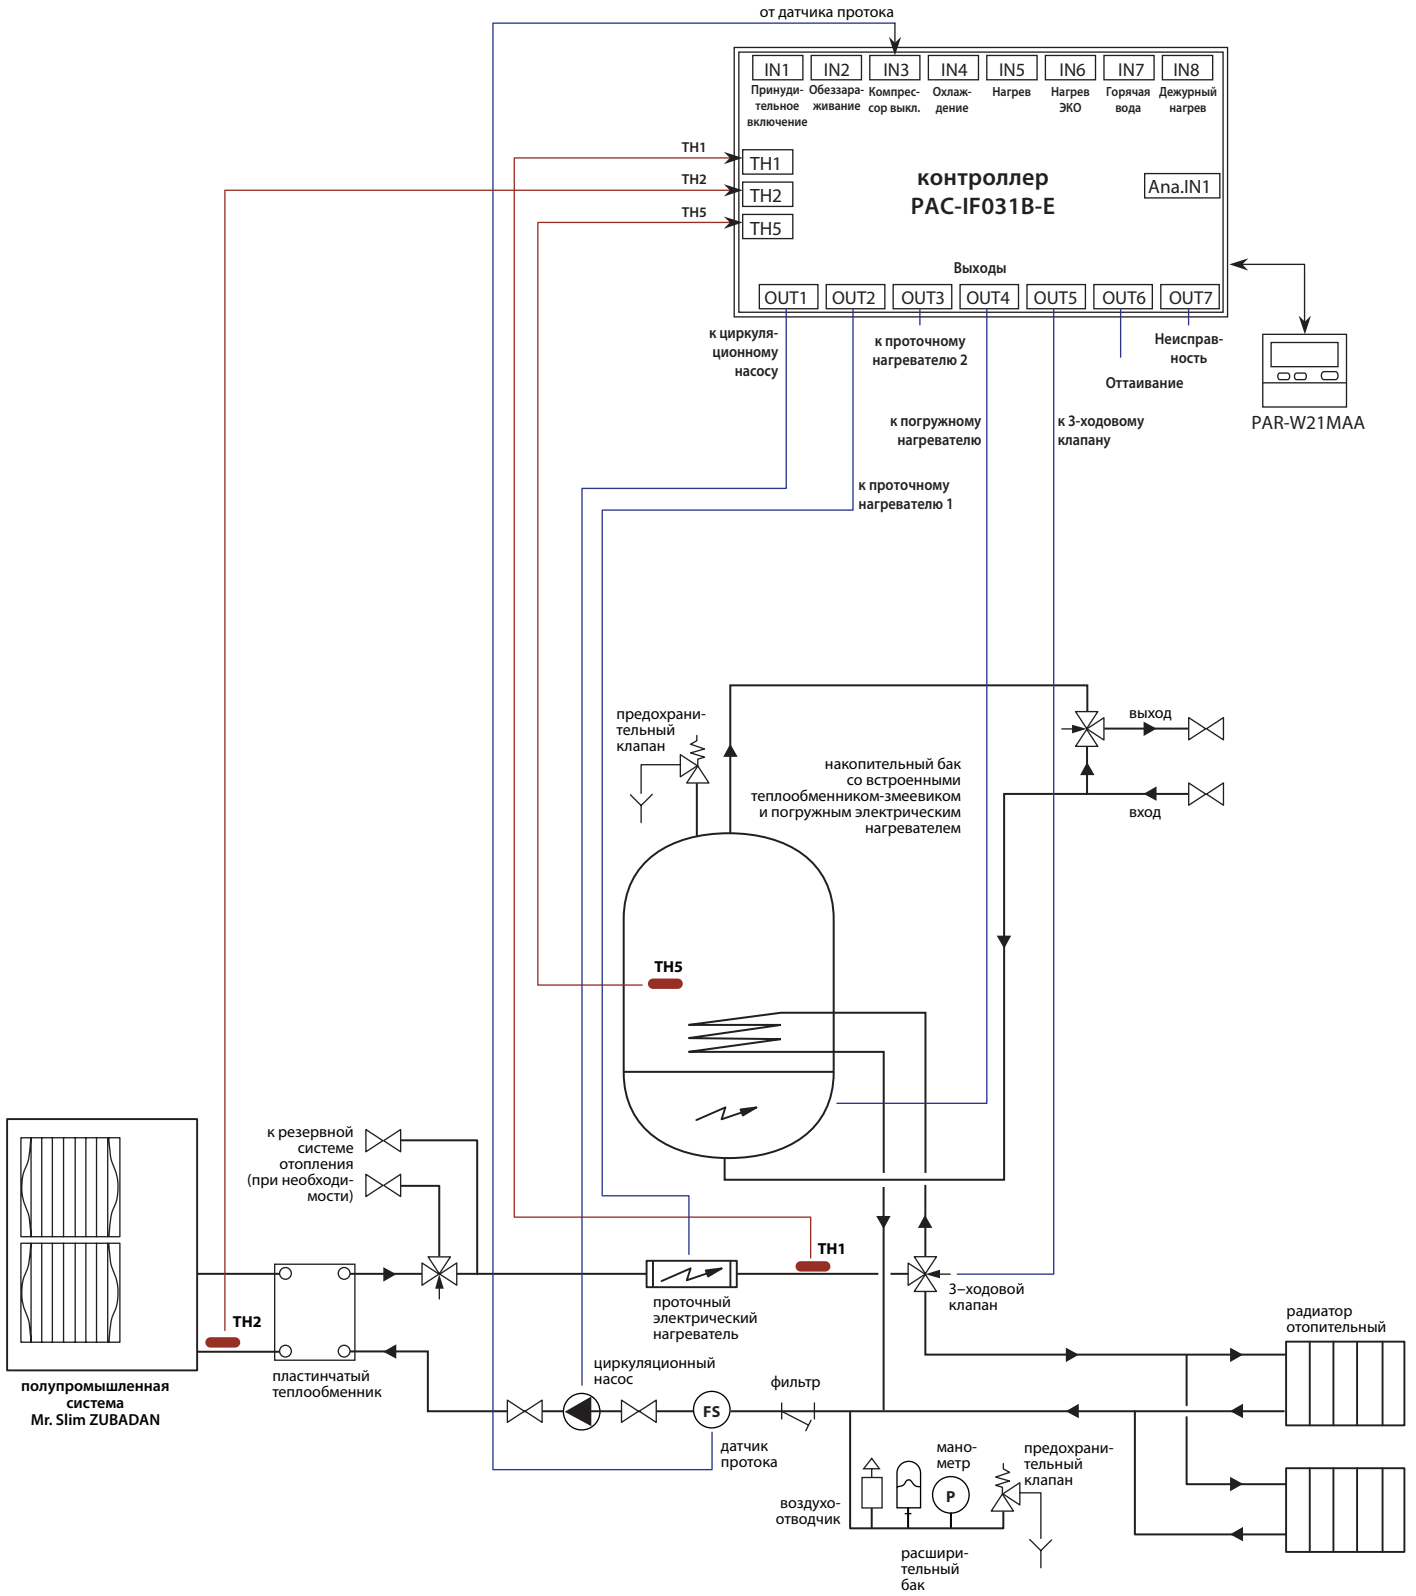 от датчика протока
IN1
IN2
IN3
IN4
IN5
IN6
IN7
IN8
Принуди-
тельное
включение
Обеззара-
живание
Компрес-
сор выкл.
Охлаж-
дение
Нагрев
Нагрев
ЭКО
Горячая
вода
Дежурный
нагрев
TH1
TH1
TH2
TH2
TH5
TH5
контроллер
PAC-IF031B-E
Ana.IN1
Выходы
OUT1
OUT2
OUT3
OUT4
OUT5
OUT6
OUT7
к циркуля-
ционному
насосу
к проточному
нагревателю 2
Неисправ-
ность
Оттаивание
PAR-W21MAA
к погружному
нагревателю
к 3-ходовому
клапану
к проточному
нагревателю 1
предохрани-
тельный
клапан
выход
накопительный бак
со встроенными
теплообменником-змеевиком
и погружным электрическим
нагревателем
вход
TH5
к резервной
системе
отопления
(при необходи-
мости)
TH1
3–ходовой
клапан
проточный
электрический
нагреватель
TH2
радиатор
отопительный
полупромышленная
система
Mr. Slim ZUBADAN
пластинчатый
теплообменник
циркуляционный
насос
фильтр
FS
датчик
протока
мано-
метр
предохрани-
тельный
клапан
P
воздухо-
отводчик
расшири-
тельный
бак